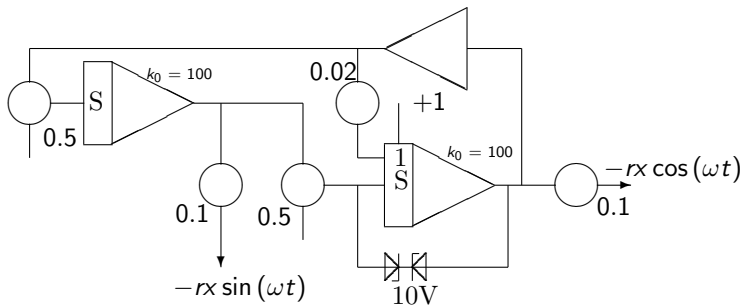 k₀ = 100
0.02
S
+1
0.5
1
k₀ = 100
S
−rx cos (ωt)
0.1
0.5
0.1
−rx sin (ωt)
10V